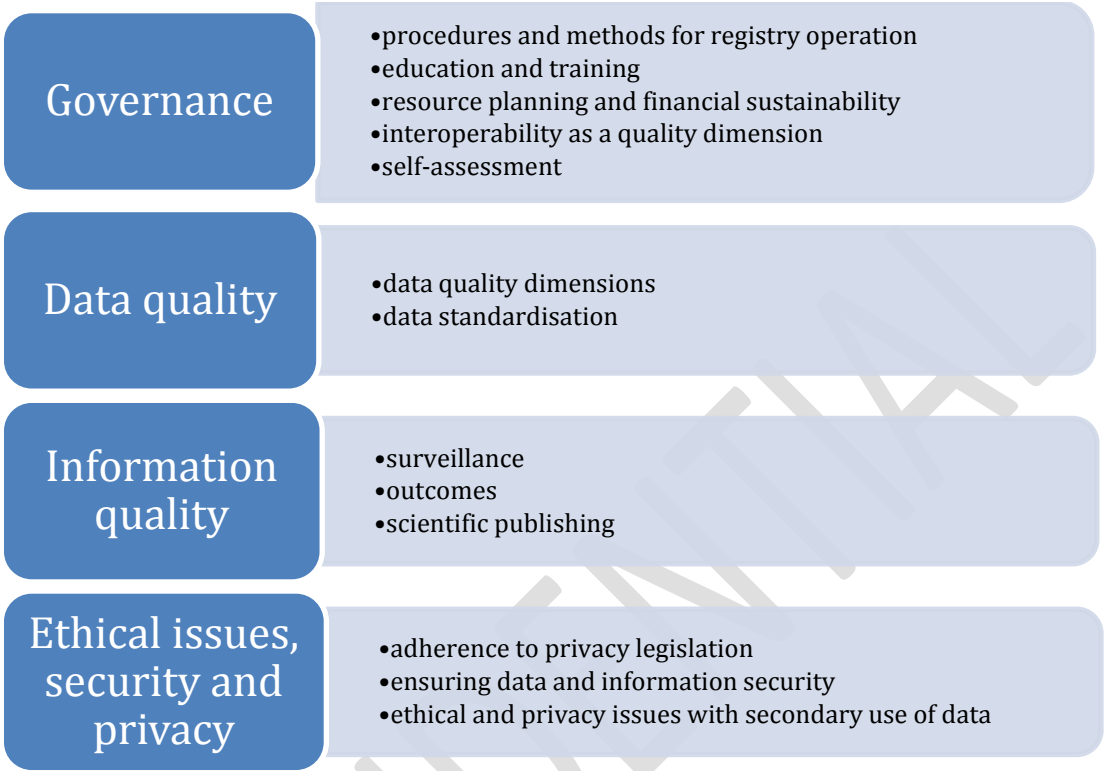 Governance
•procedures and methods for registry operation
•education and training
•resource planning and financial sustainability
•interoperability as a quality dimension
•self-assessment
Data quality
•data quality dimensions
•data standardisation
Information
quality
•surveillance
•outcomes
•scientific publishing
Ethical issues,
security and
privacy
•adherence to privacy legislation
•ensuring data and information security
•ethical and privacy issues with secondary use of data
ENTIAL